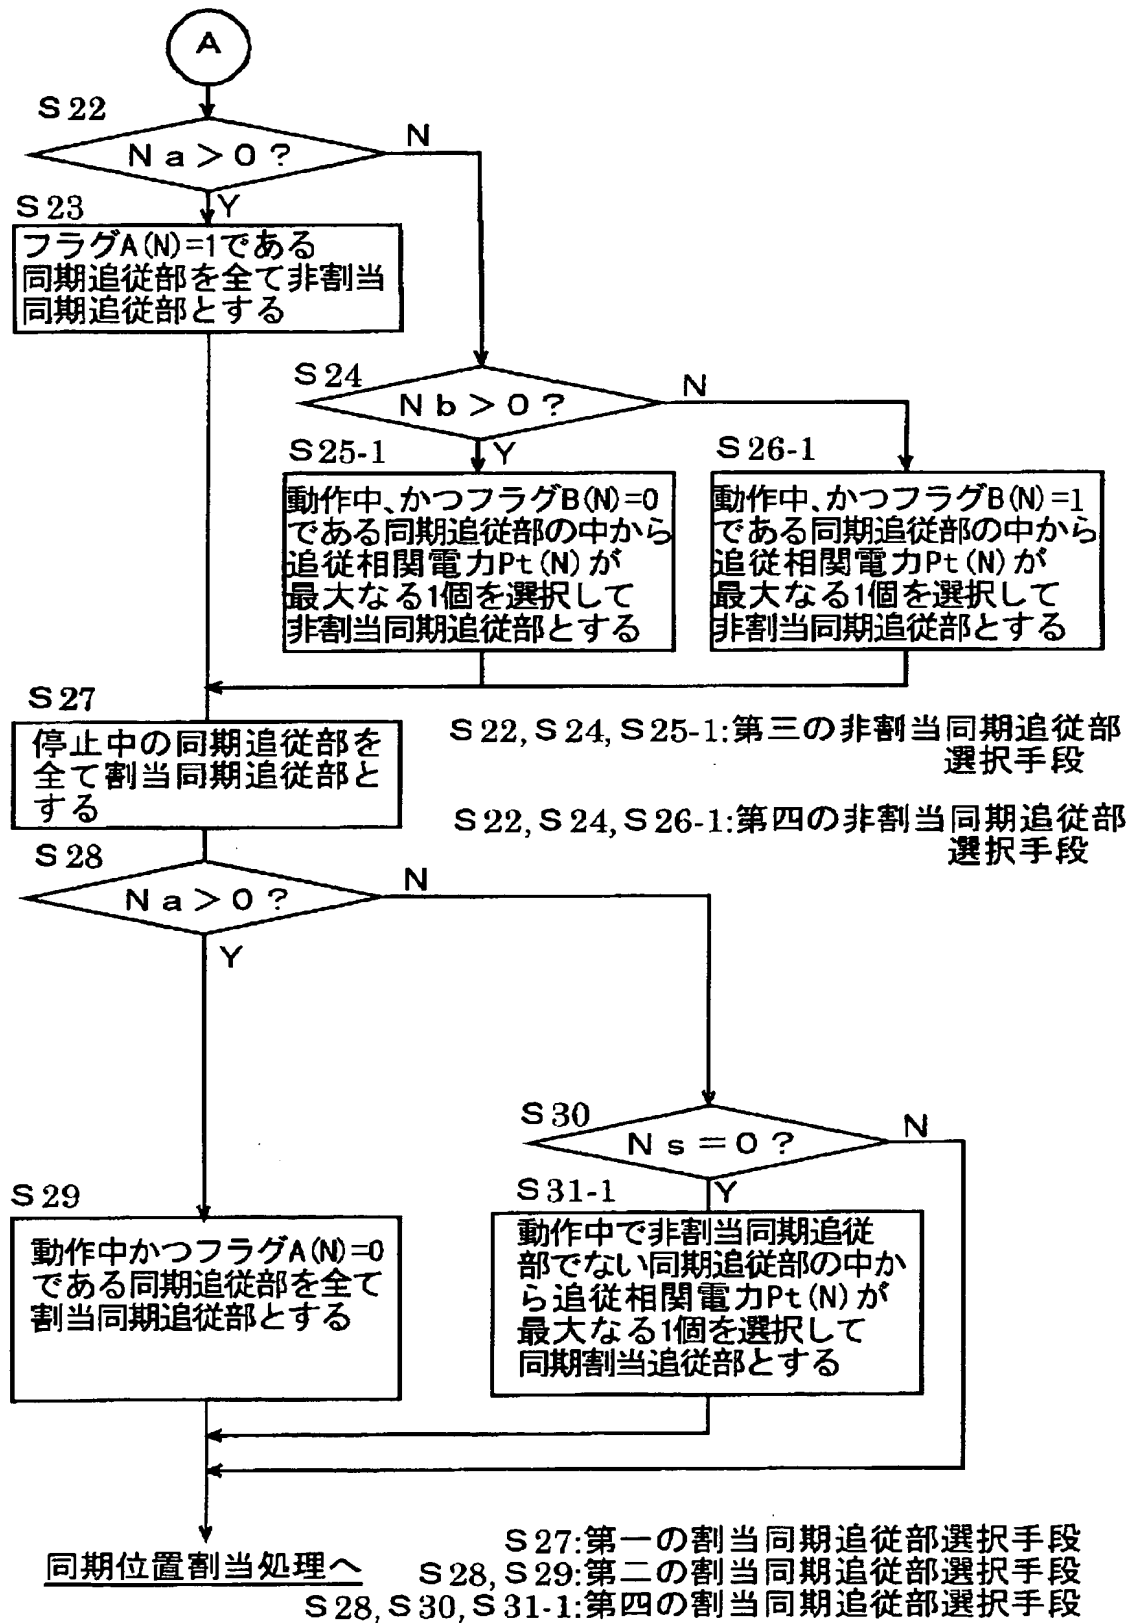 A
S22
Na>0?
N
Y
S23
フラグA(N)=1である
同期追従部を全て非割当
同期追従部とする
S24
Nb>0?
N
Y
S25-1
動作中、かつフラグB(N)=0
である同期追従部の中から
追従相関電力Pt(N)が
最大なる1個を選択して
非割当同期追従部とする
S26-1
動作中、かつフラグB(N)=1
である同期追従部の中から
追従相関電力Pt(N)が
最大なる1個を選択して
非割当同期追従部とする
S27
停止中の同期追従部を
全て割当同期追従部と
する
S22,S24,S25-1:第三の非割当同期追従部
選択手段
S22,S24,S26-1:第四の非割当同期追従部
選択手段
S28
Na>0?
N
Y
S30
Ns=0?
N
Y
S29
動作中かつフラグA(N)=0
である同期追従部を全て
割当同期追従部とする
S31-1
動作中で非割当同期追従
部でない同期追従部の中か
ら追従相関電力Pt(N)が
最大なる1個を選択して
同期割当追従部とする
同期位置割当処理へ
S27:第一の割当同期追従部選択手段
S28,S29:第二の割当同期追従部選択手段
S28,S30,S31-1:第四の割当同期追従部選択手段